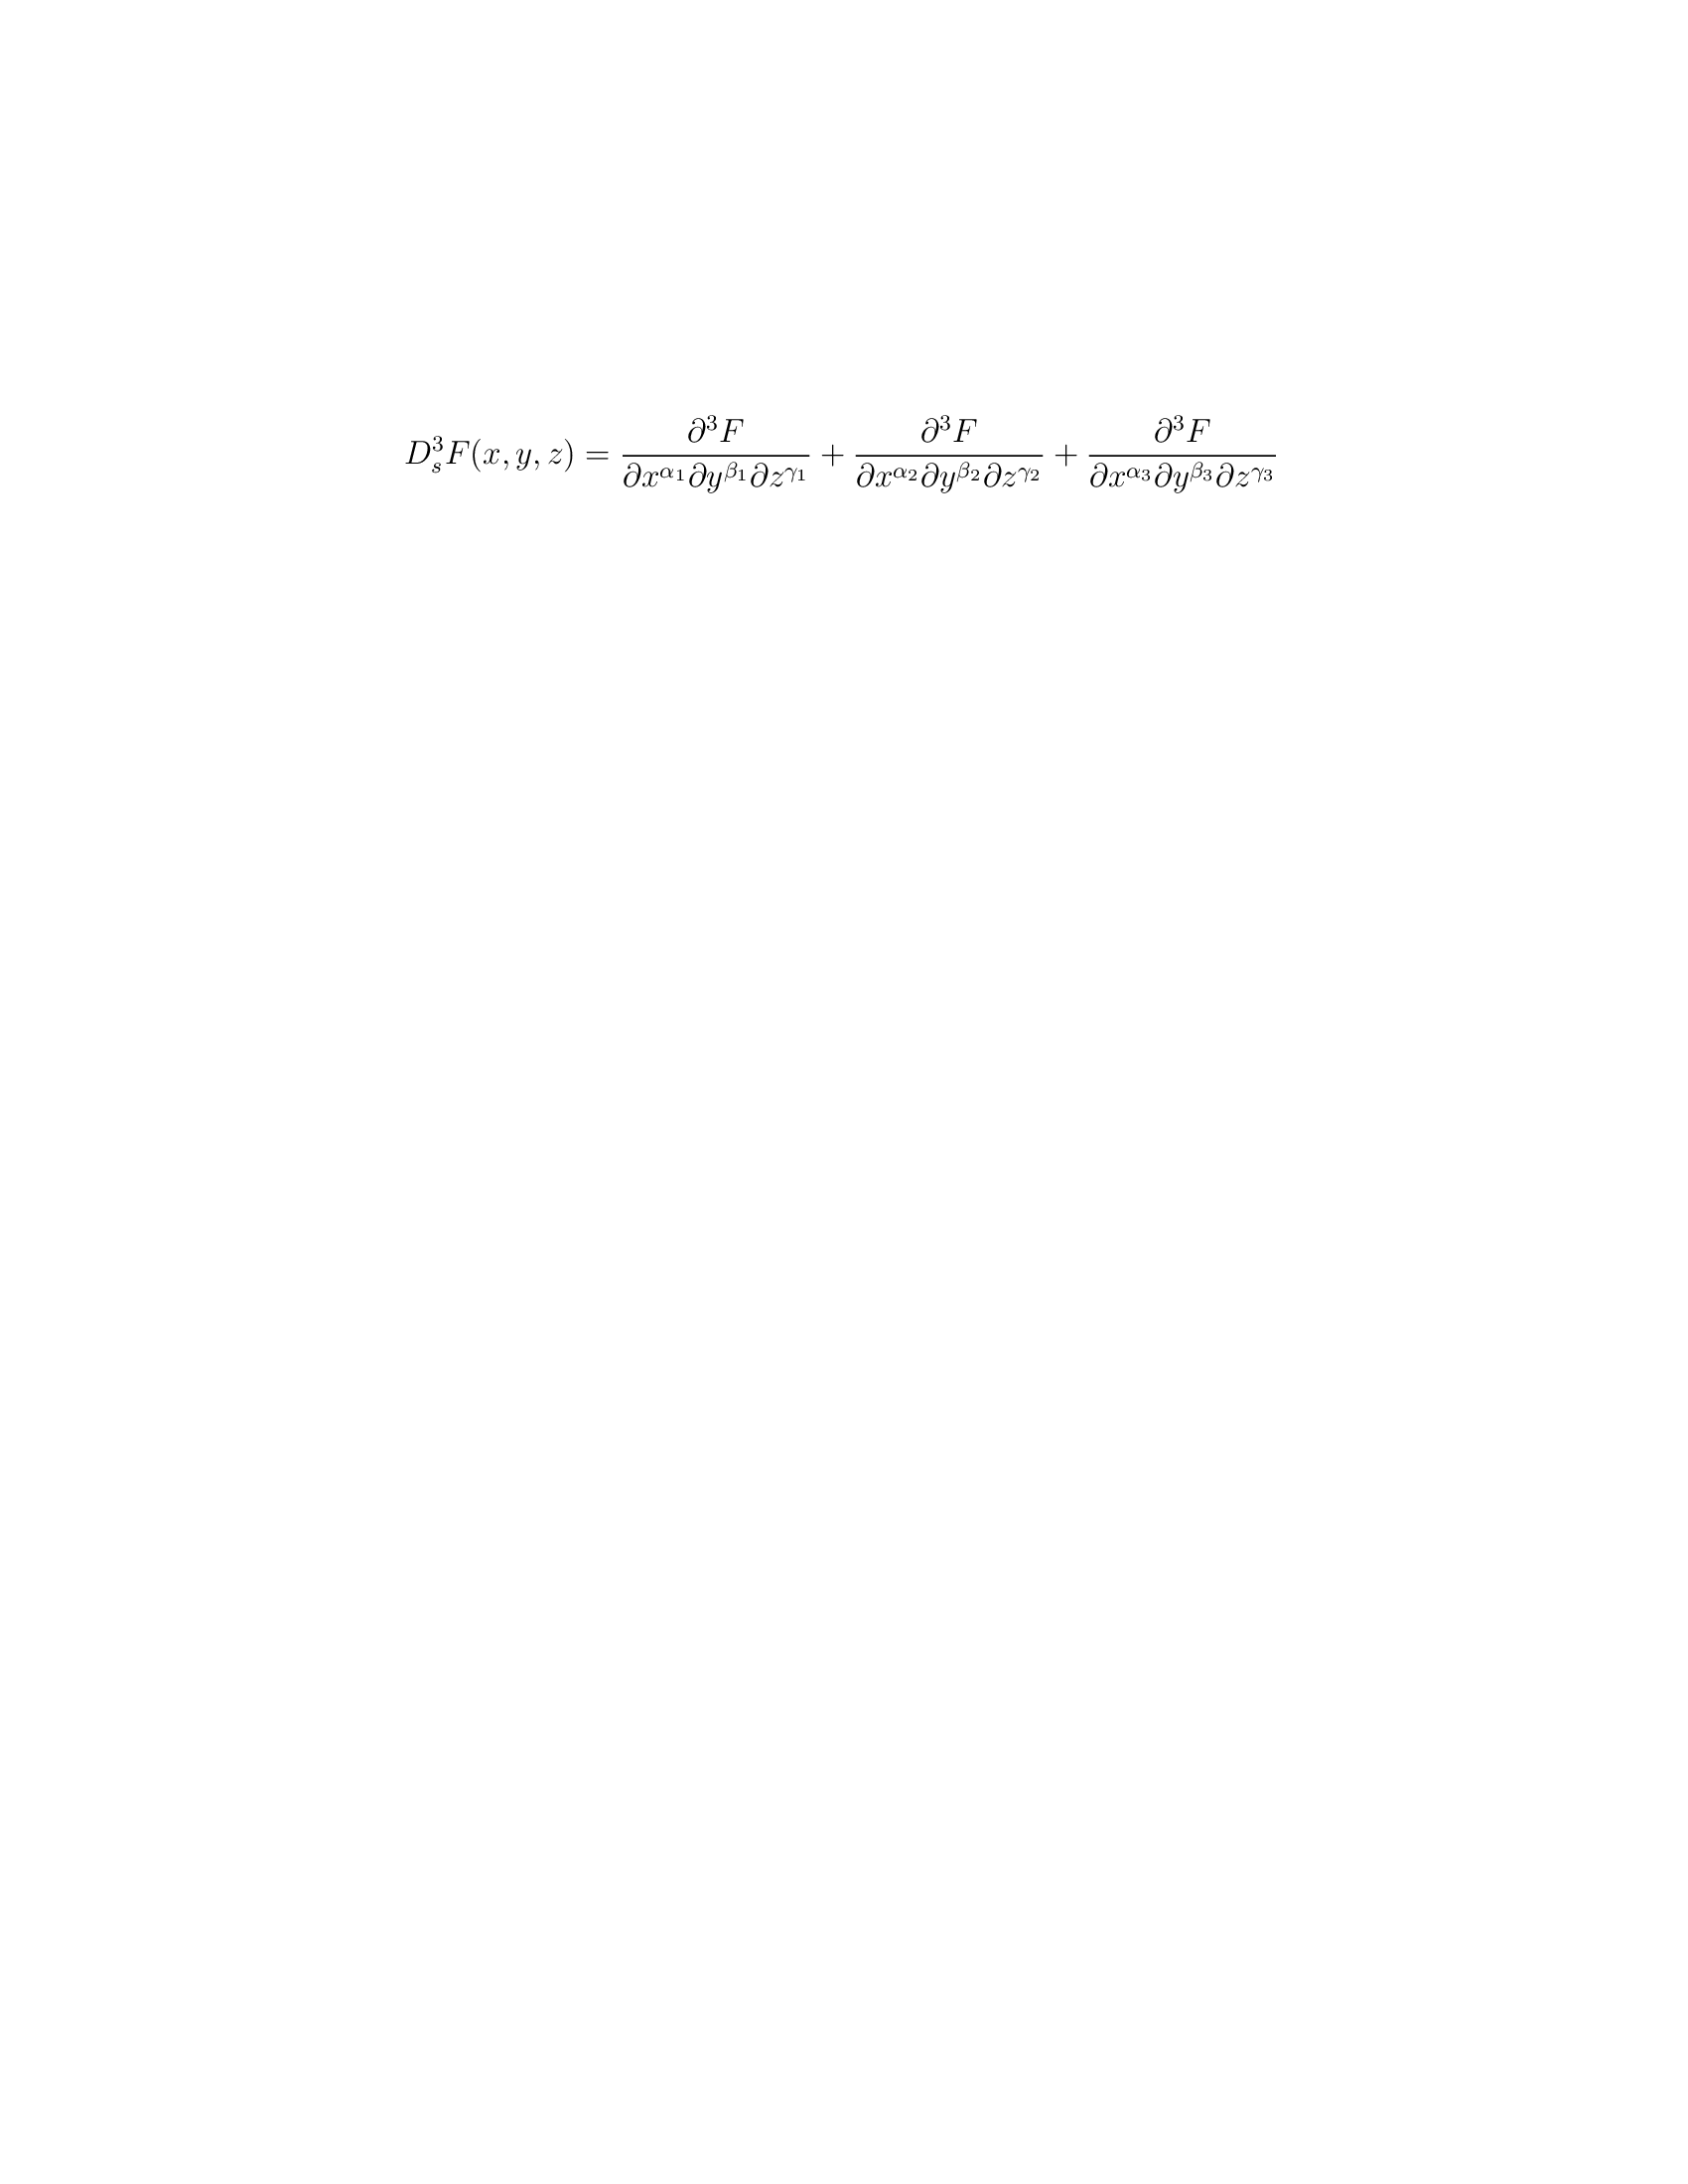 $D_s^3 F(x, y, z) = \frac{\partial^3 F}{\partial x^{\alpha_1} \partial y^{\beta_1} \partial z^{\gamma_1}} + \frac{\partial^3 F}{\partial x^{\alpha_2} \partial y^{\beta_2} \partial z^{\gamma_2}} + \frac{\partial^3 F}{\partial x^{\alpha_3} \partial y^{\beta_3} \partial z^{\gamma_3}}$